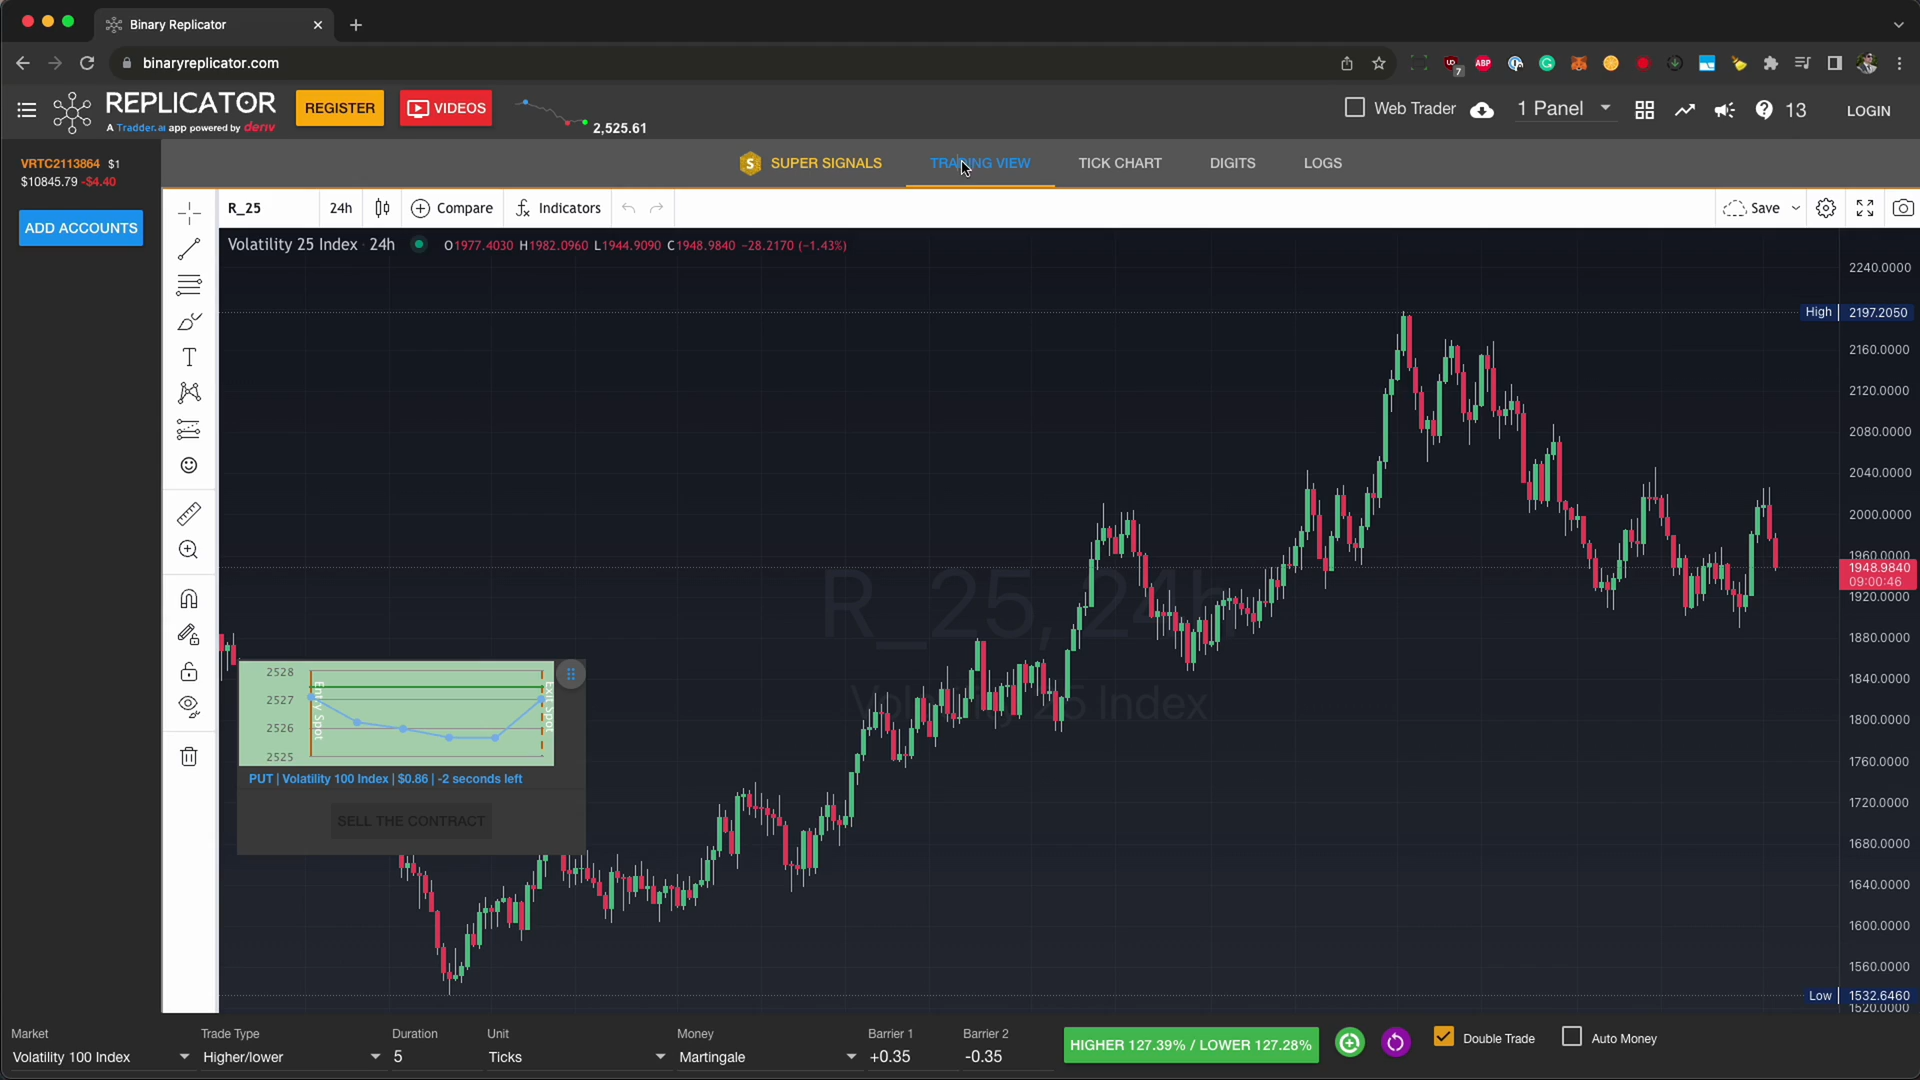 Binary Replicator
binaryreplicator.com
7
ABP
REPLICATOR
A Tradder.ai app powered by deriv
REGISTER
VIDEOS
2,525.61
Web Trader
1 Panel
13
LOGIN
VRTC2113864 $1
$10845.79 -$4.40
ADD ACCOUNTS
SUPER SIGNALS
TRADING VIEW
TICK CHART
DIGITS
LOGS
R_25
24h
Compare
Indicators
Save
Volatility 25 Index 24h
O1977.4030 H1982.0960 L1944.9090 C1948.9840 −28.2170 (−1.43%)
2240.0000
High 2197.2050
2160.0000
2120.0000
2080.0000
2040.0000
2000.0000
1960.0000
1948.9840
09:00:46
1920.0000
1880.0000
1840.0000
1800.0000
1760.0000
1720.0000
1680.0000
1640.0000
1600.0000
1560.0000
Low 1532.6460
1520.0000
R_25, 24h
Volatility 25 Index
2528
2527
2526
2525
Entry Spot
Exit Spot
PUT | Volatility 100 Index | $0.86 | -2 seconds left
SELL THE CONTRACT
Market
Volatility 100 Index
Trade Type
Higher/lower
Duration
5
Unit
Ticks
Money
Martingale
Barrier 1
+0.35
Barrier 2
-0.35
HIGHER 127.39% / LOWER 127.28%
Double Trade
Auto Money